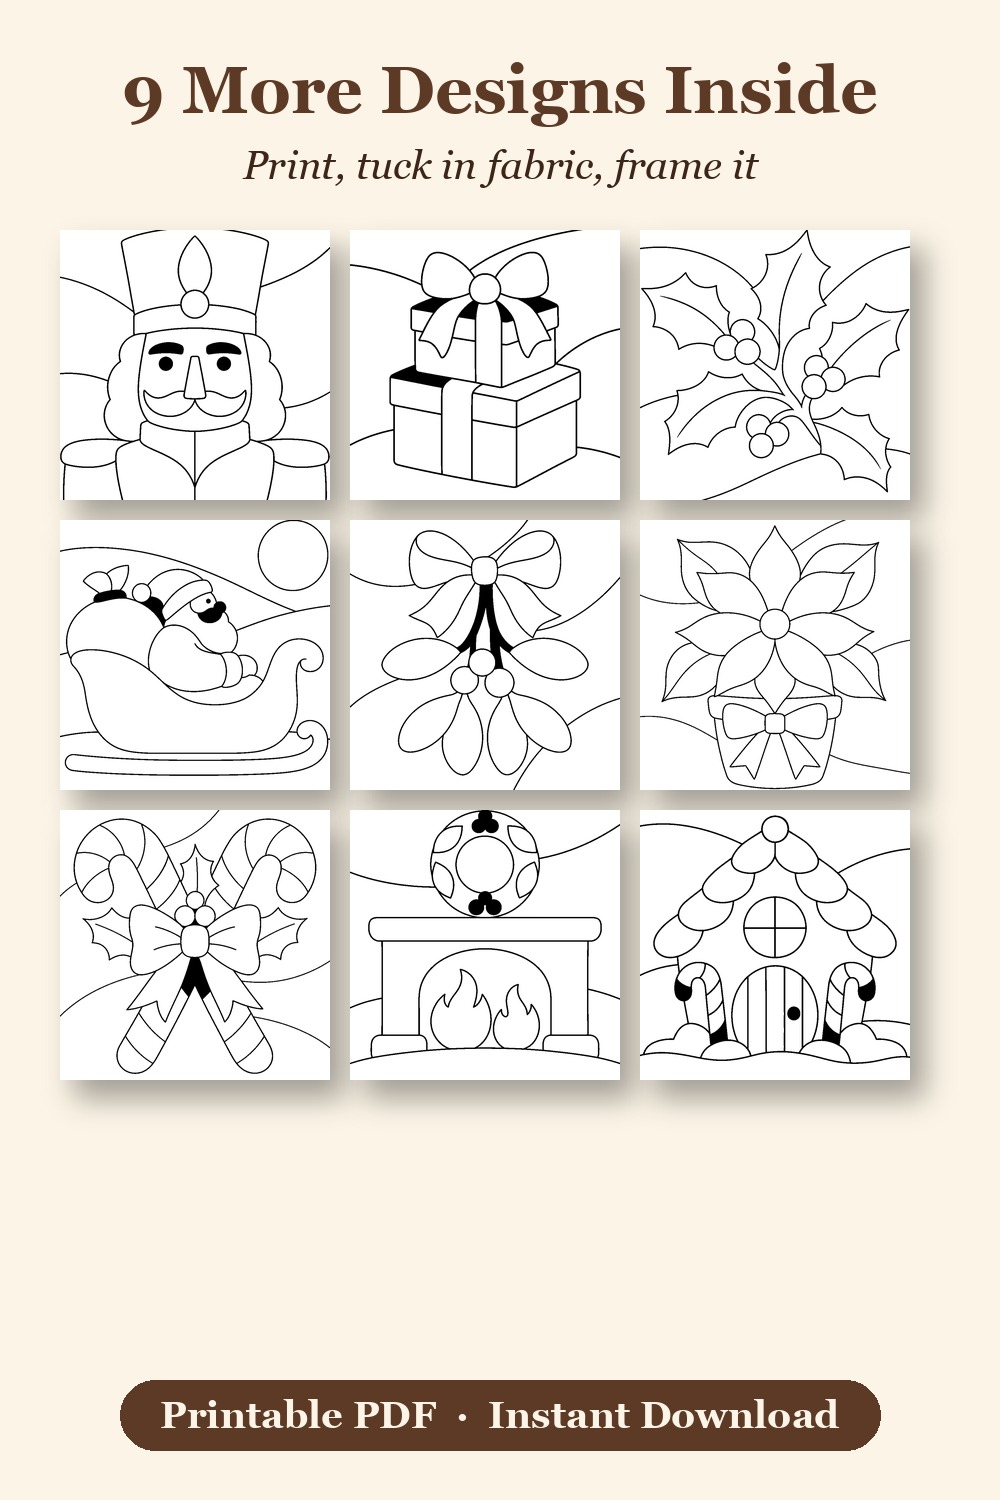 9 More Designs Inside
Print, tuck in fabric, frame it
Printable PDF · Instant Download